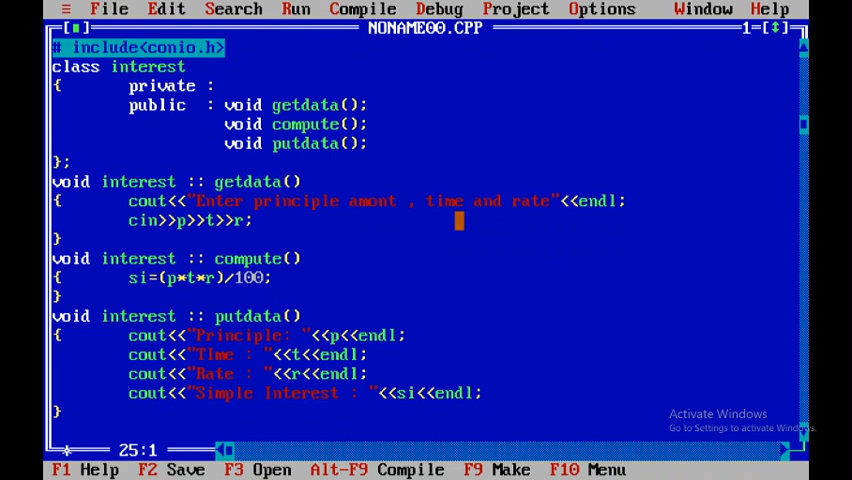 ≡ File Edit Search Run Compile Debug Project Options Window Help
[■] NONAME00.CPP 1=[↕]
# include<conio.h>
class interest
{ private :
public : void getdata();
void compute();
void putdata();
};
void interest :: getdata()
{ cout<<"Enter principle amont , time and rate"<<endl;
cin>>p>>t>>r;
}
void interest :: compute()
{ si=(p*t*r)/100;
}
void interest :: putdata()
{ cout<<"Principle: "<<p<<endl;
cout<<"TIme : "<<t<<endl;
cout<<"Rate : "<<r<<endl;
cout<<"Simple Interest : "<<si<<endl;
}
Activate Windows
Go to Settings to activate Windows.
* 25:1
F1 Help F2 Save F3 Open Alt-F9 Compile F9 Make F10 Menu